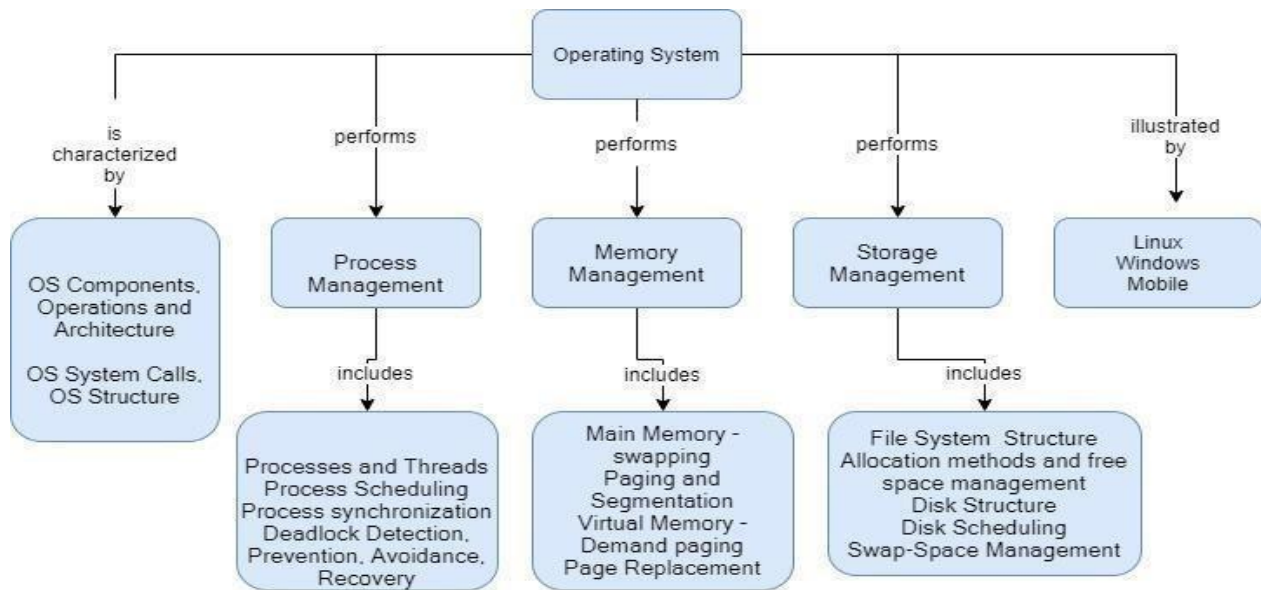 Operating System
is
characterized
by
performs
performs
performs
illustrated
by
OS Components,
Operations and
Architecture
OS System Calls,
OS Structure
Process
Management
Memory
Management
Storage
Management
Linux
Windows
Mobile
includes
includes
includes
Processes and Threads
Process Scheduling
Process synchronization
Deadlock Detection,
Prevention, Avoidance,
Recovery
Main Memory -
swapping
Paging and
Segmentation
Virtual Memory -
Demand paging
Page Replacement
File System Structure
Allocation methods and free
space management
Disk Structure
Disk Scheduling
Swap-Space Management